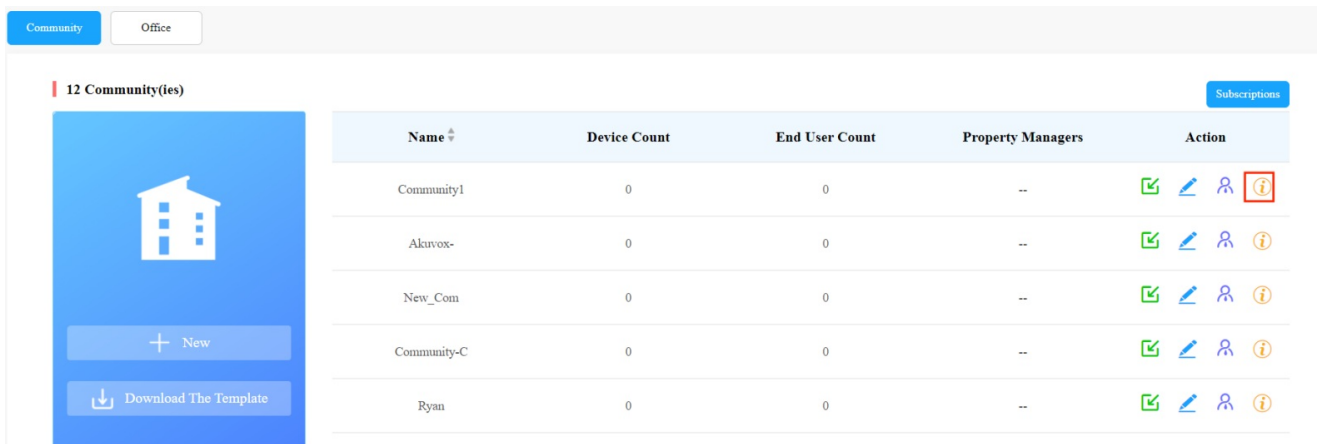 Community Office
12 Community(ies)
Subscriptions
Name Device Count End User Count Property Managers Action
Community1 0 0 --
Akuvox- 0 0 --
New_Com 0 0 --
New
Community-C 0 0 --
Download The Template
Ryan 0 0 --